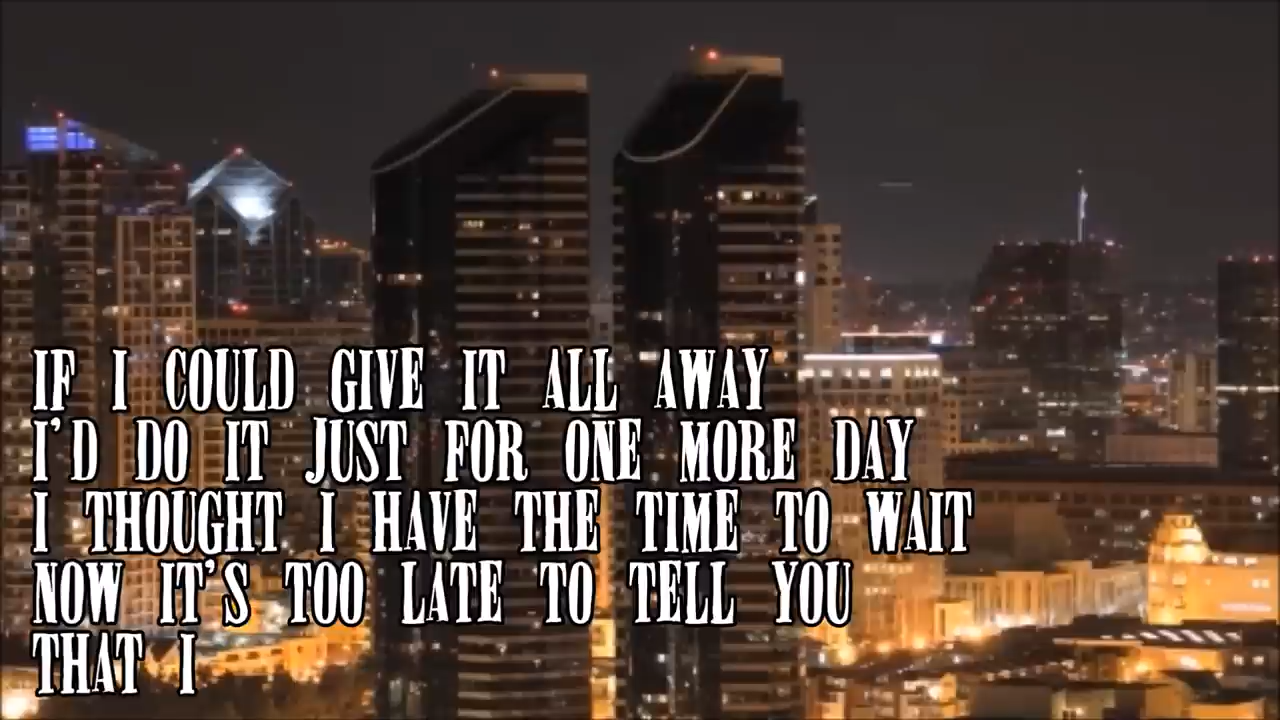 IF I COULD GIVE IT ALL AWAY
I'D DO IT JUST FOR ONE MORE DAY
I THOUGHT I HAVE THE TIME TO WAIT
NOW IT'S TOO LATE TO TELL YOU
THAT I